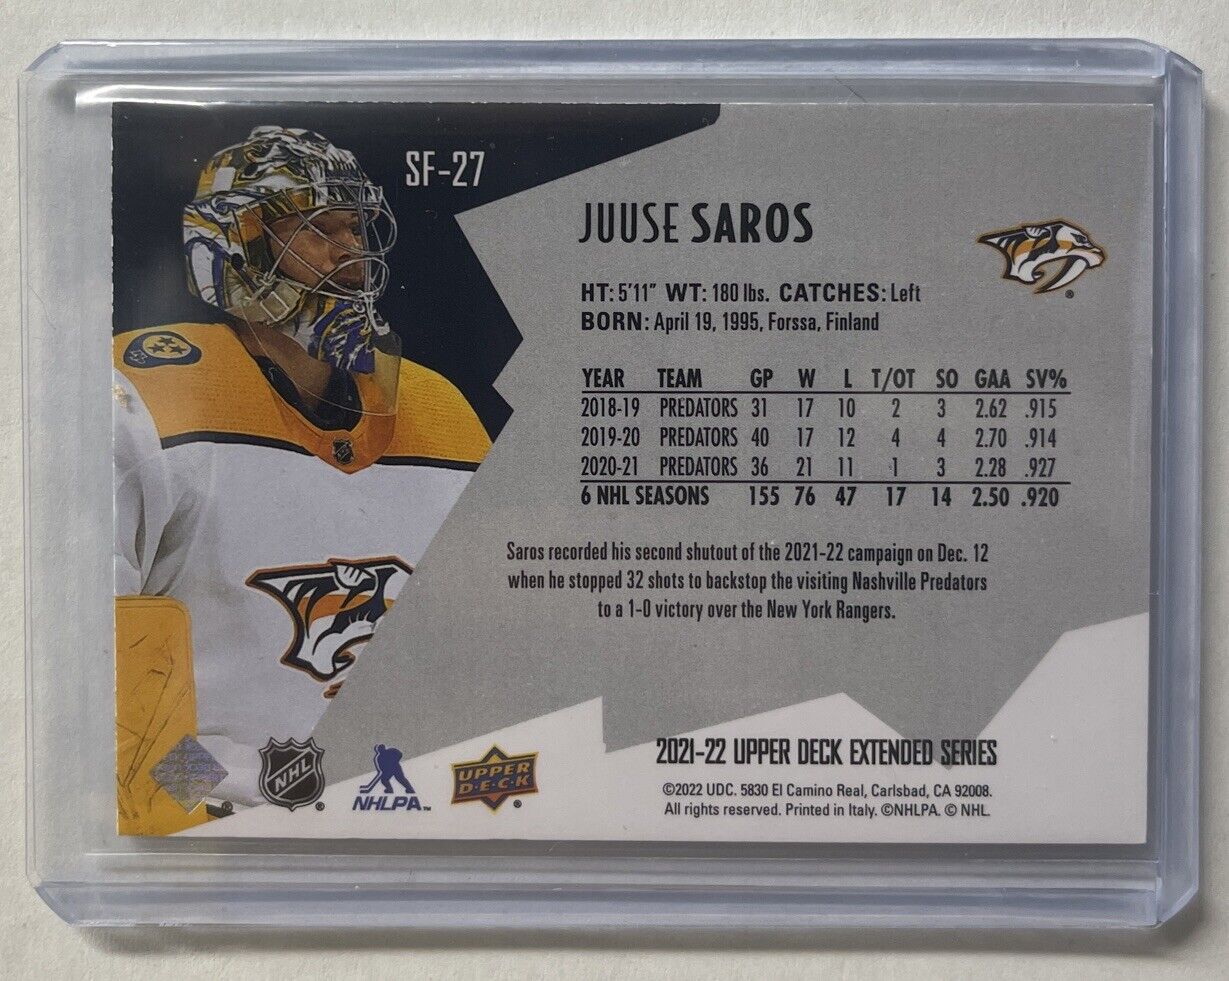 SF-27
JUUSE SAROS
HT: 5'11" WT: 180 lbs. CATCHES: Left
BORN: April 19, 1995, Forssa, Finland
YEAR TEAM GP W L T/OT SO GAA SV%
2018-19 PREDATORS 31 17 10 2 3 2.62 .915
2019-20 PREDATORS 40 17 12 4 4 2.70 .914
2020-21 PREDATORS 36 21 11 1 3 2.28 .927
6 NHL SEASONS 155 76 47 17 14 2.50 .920
Saros recorded his second shutout of the 2021-22 campaign on Dec. 12
when he stopped 32 shots to backstop the visiting Nashville Predators
to a 1-0 victory over the New York Rangers.
NHL ®
NHLPA™
UPPER
D·E·C·K ®
2021-22 UPPER DECK EXTENDED SERIES
©2022 UDC. 5830 El Camino Real, Carlsbad, CA 92008.
All rights reserved. Printed in Italy. ©NHLPA. © NHL.